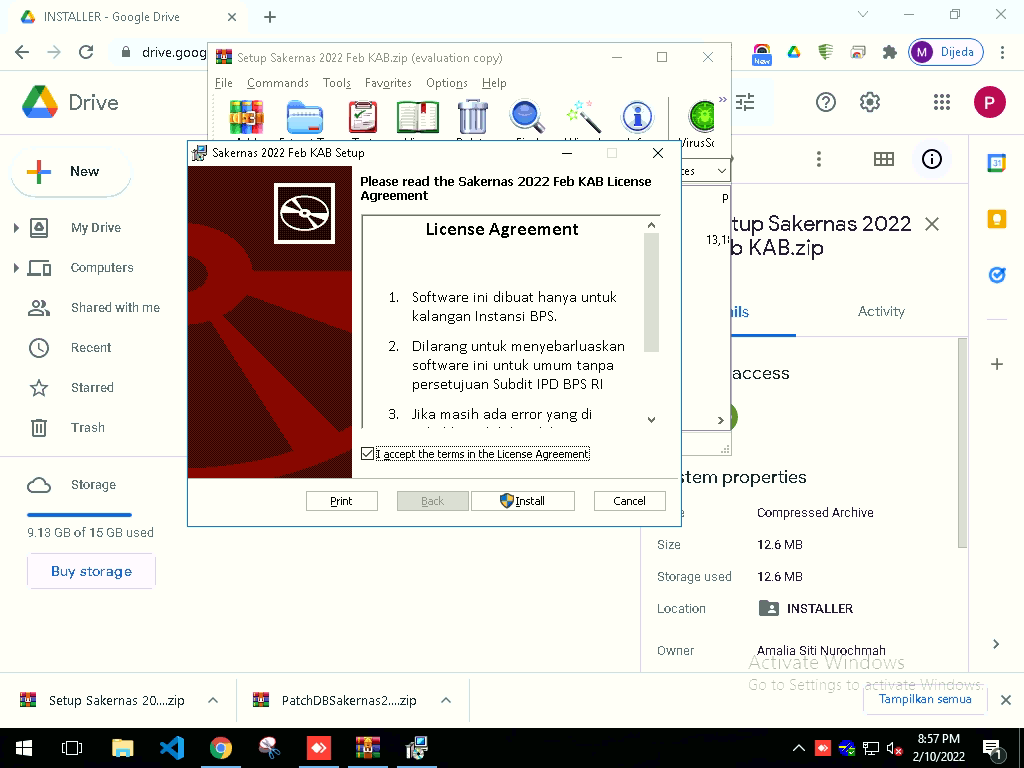 INSTALLER - Google Drive
drive.goog
New
M Dijeda
Drive
P
New
My Drive
Computers
Shared with me
Recent
Starred
Trash
Storage
9.13 GB of 15 GB used
Buy storage
Setup Sakernas 2022 Feb KAB.zip (evaluation copy)
File Commands Tools Favorites Options Help
Sakernas 2022 Feb KAB Setup
Please read the Sakernas 2022 Feb KAB License
Agreement
License Agreement
1. Software ini dibuat hanya untuk
kalangan Instansi BPS.
2. Dilarang untuk menyebarluaskan
software ini untuk umum tanpa
persetujuan Subdit IPD BPS RI
3. Jika masih ada error yang di
I accept the terms in the License Agreement
Print Back Install Cancel
P
tup Sakernas 2022
KAB.zip
Activity
access
31
stem properties
Compressed Archive
Size 12.6 MB
Storage used 12.6 MB
Location INSTALLER
Owner Amalia Siti Nurochmah
Activate Windows
Go to Settings to activate Windows.
Setup Sakernas 20....zip
PatchDBSakernas2....zip
Tampilkan semua
8:57 PM
2/10/2022
1